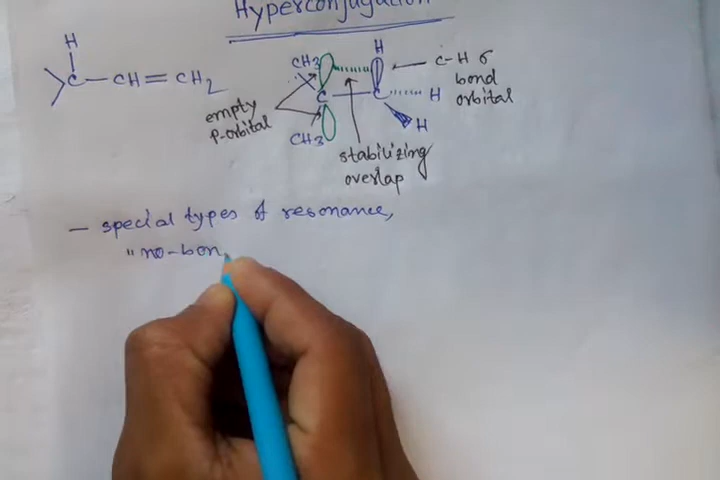 Hyperconjugation
H
C — CH = CH2
CH3
H
C — C
H
H
CH3
empty
p-orbital
C-H σ
bond
orbital
stabilizing
overlap
— special types of resonance,
"no-bon